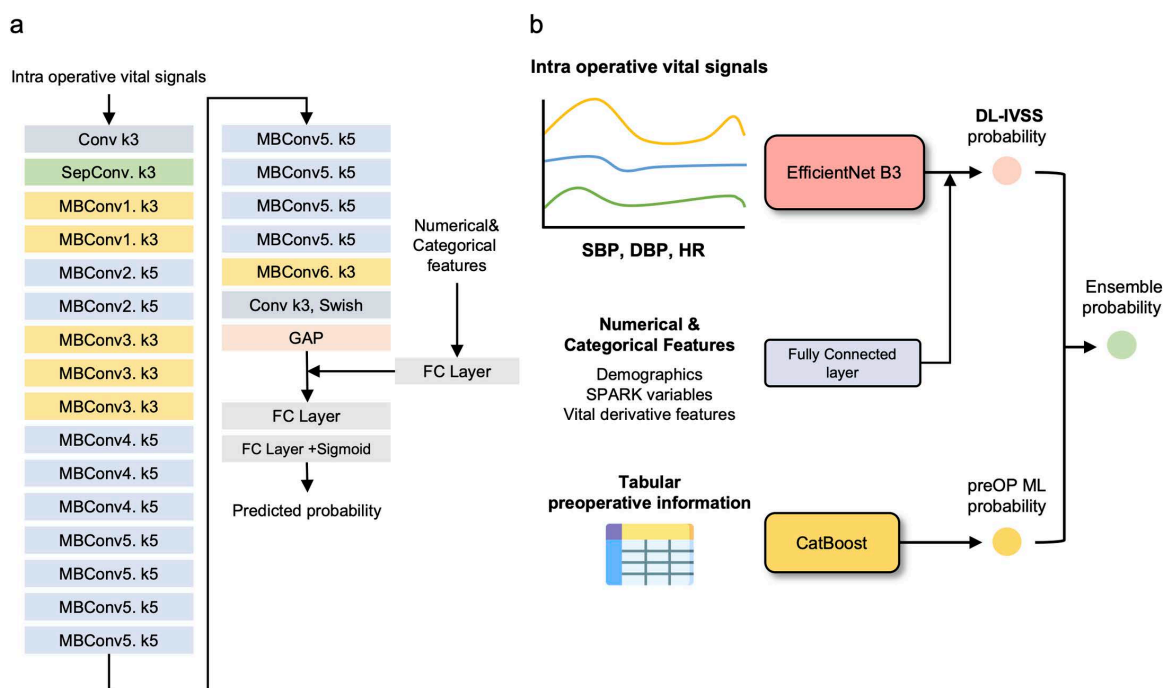 a
Intra operative vital signals
Conv k3
SepConv. k3
MBConv1. k3
MBConv1. k3
MBConv2. k5
MBConv2. k5
MBConv3. k3
MBConv3. k3
MBConv3. k3
MBConv4. k5
MBConv4. k5
MBConv4. k5
MBConv5. k5
MBConv5. k5
MBConv5. k5
MBConv5. k5
MBConv5. k5
MBConv5. k5
MBConv5. k5
MBConv5. k5
MBConv6. k3
Conv k3, Swish
GAP
Numerical&
Categorical
features
FC Layer
FC Layer
FC Layer +Sigmoid
Predicted probability
b
Intra operative vital signals
SBP, DBP, HR
EfficientNet B3
DL-IVSS
probability
Numerical &
Categorical Features
Demographics
SPARK variables
Vital derivative features
Fully Connected
layer
Ensemble
probability
Tabular
preoperative information
CatBoost
preOP ML
probability